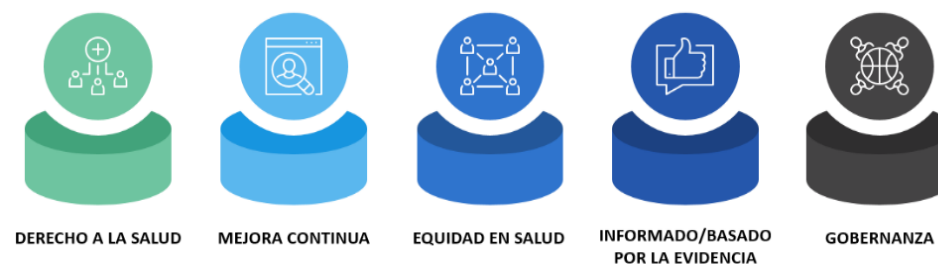 DERECHO A LA SALUD
MEJORA CONTINUA
EQUIDAD EN SALUD
INFORMADO/BASADO
POR LA EVIDENCIA
GOBERNANZA